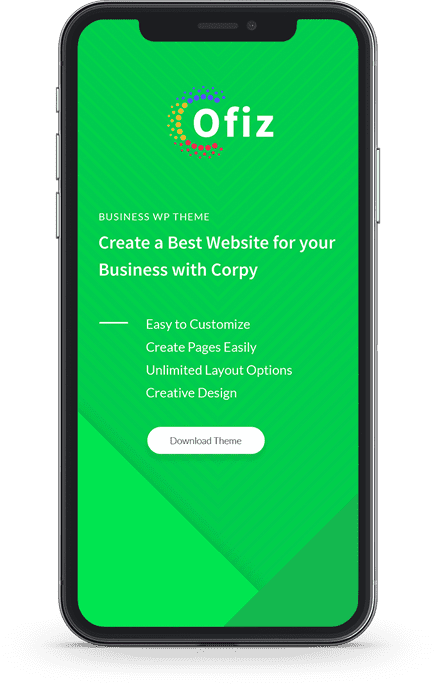 Ofiz
BUSINESS WP THEME
Create a Best Website for your
Business with Corpy
Easy to Customize
Create Pages Easily
Unlimited Layout Options
Creative Design
Download Theme